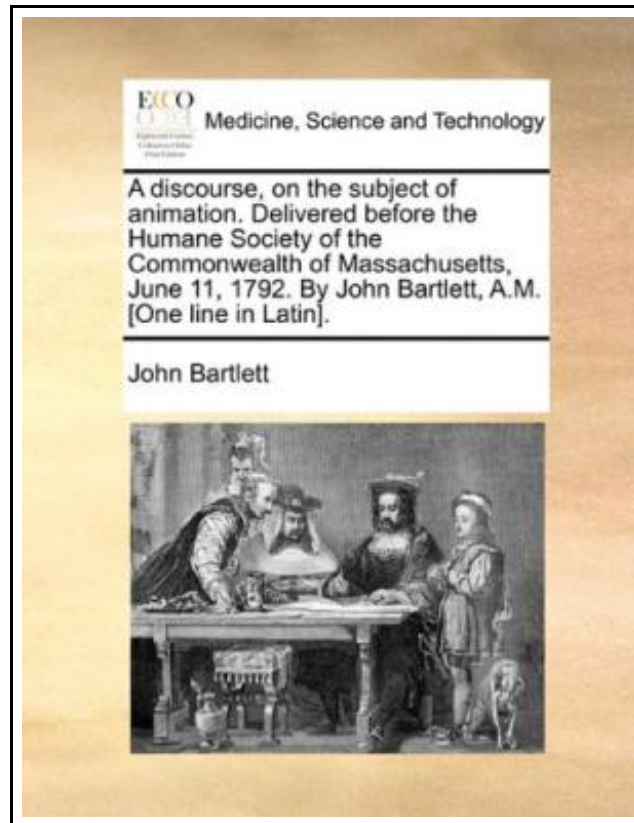 ECCO
Medicine, Science and Technology
A discourse, on the subject of
animation. Delivered before the
Humane Society of the
Commonwealth of Massachusetts,
June 11, 1792. By John Bartlett, A.M.
[One line in Latin].
John Bartlett